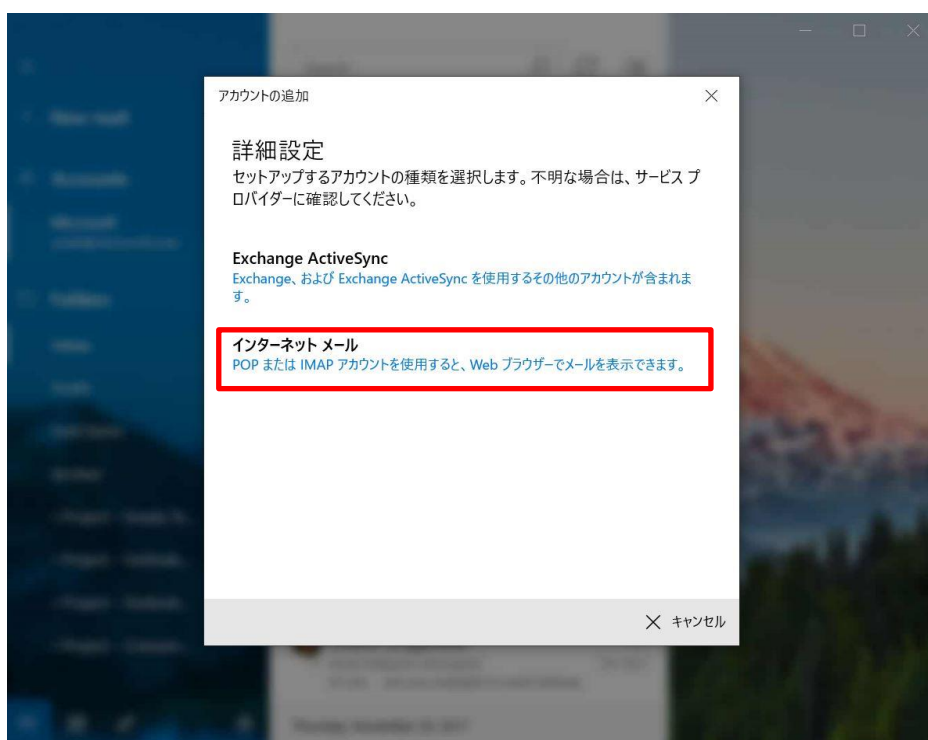 アカウントの追加
詳細設定
セットアップするアカウントの種類を選択します。不明な場合は、サービス プ
ロバイダーに確認してください。
Exchange ActiveSync
Exchange、および Exchange ActiveSync を使用するその他のアカウントが含まれま
す。
インターネット メール
POP または IMAP アカウントを使用すると、Web ブラウザーでメールを表示できます。
キャンセル